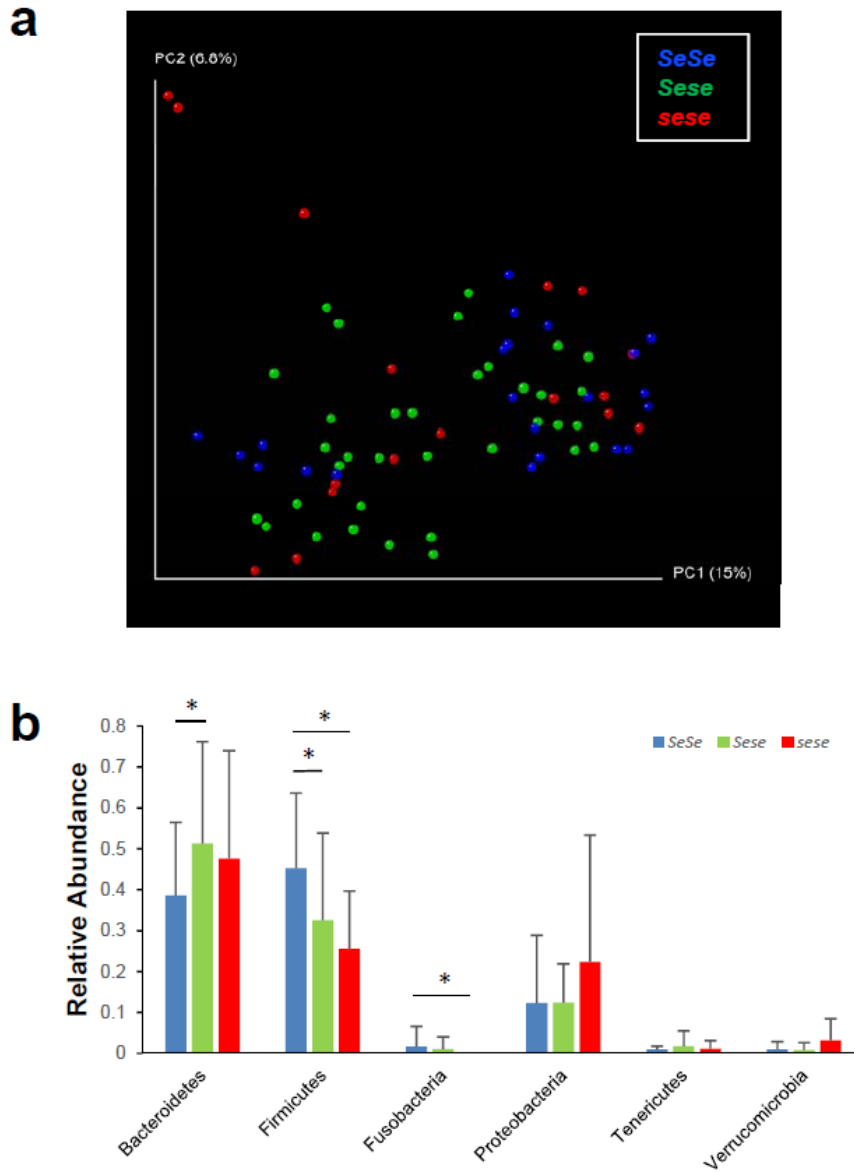 a
PC2 (6.8%)
SeSe
Sese
sese
PC1 (15%)
b
* * * *
SeSe Sese sese
Relative Abundance
0.8
0.7
0.6
0.5
0.4
0.3
0.2
0.1
0
Bacteroidetes
Firmicutes
Fusobacteria
Proteobacteria
Tenericutes
Verrucomicrobia